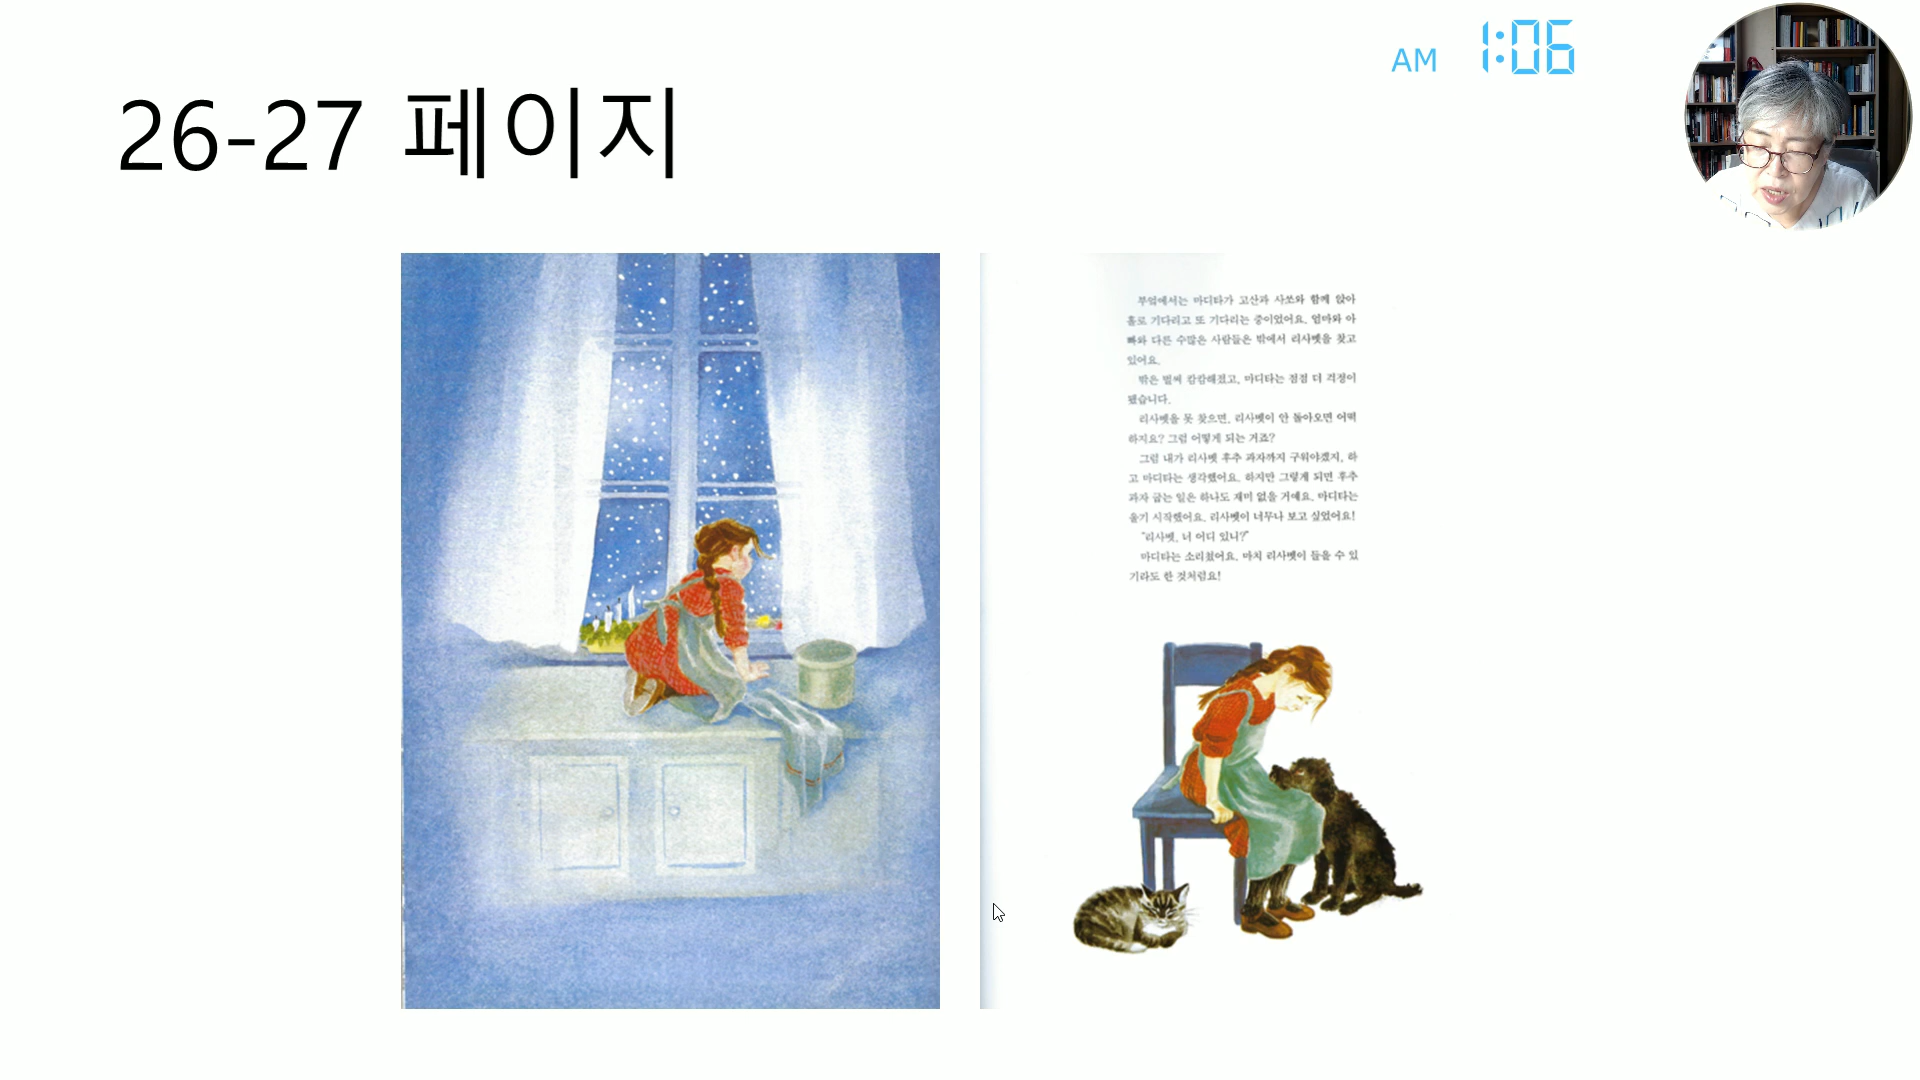 AM 1:06
26-27 페이지
부엌에서는 마디타가 고산과 사쏘와 함께 앉아
홀로 기다리고 또 기다리는 중이었어요. 엄마와 아
빠와 다른 수많은 사람들은 밖에서 리사벳을 찾고
있어요.
밖은 벌써 캄캄해졌고, 마디타는 점점 더 걱정이
됐습니다.
리사벳을 못 찾으면, 리사벳이 안 돌아오면 어떡
하지요? 그럼 어떻게 되는 거죠?
그럼 내가 리사벳 후추 과자까지 구워야겠지, 하
고 마디타는 생각했어요. 하지만 그렇게 되면 후추
과자 굽는 일은 하나도 재미 없을 거예요. 마디타는
울기 시작했어요. 리사벳이 너무나 보고 싶었어요!
"리사벳, 너 어디 있니?"
마디타는 소리쳤어요. 마치 리사벳이 들을 수 있
기라도 한 것처럼요!